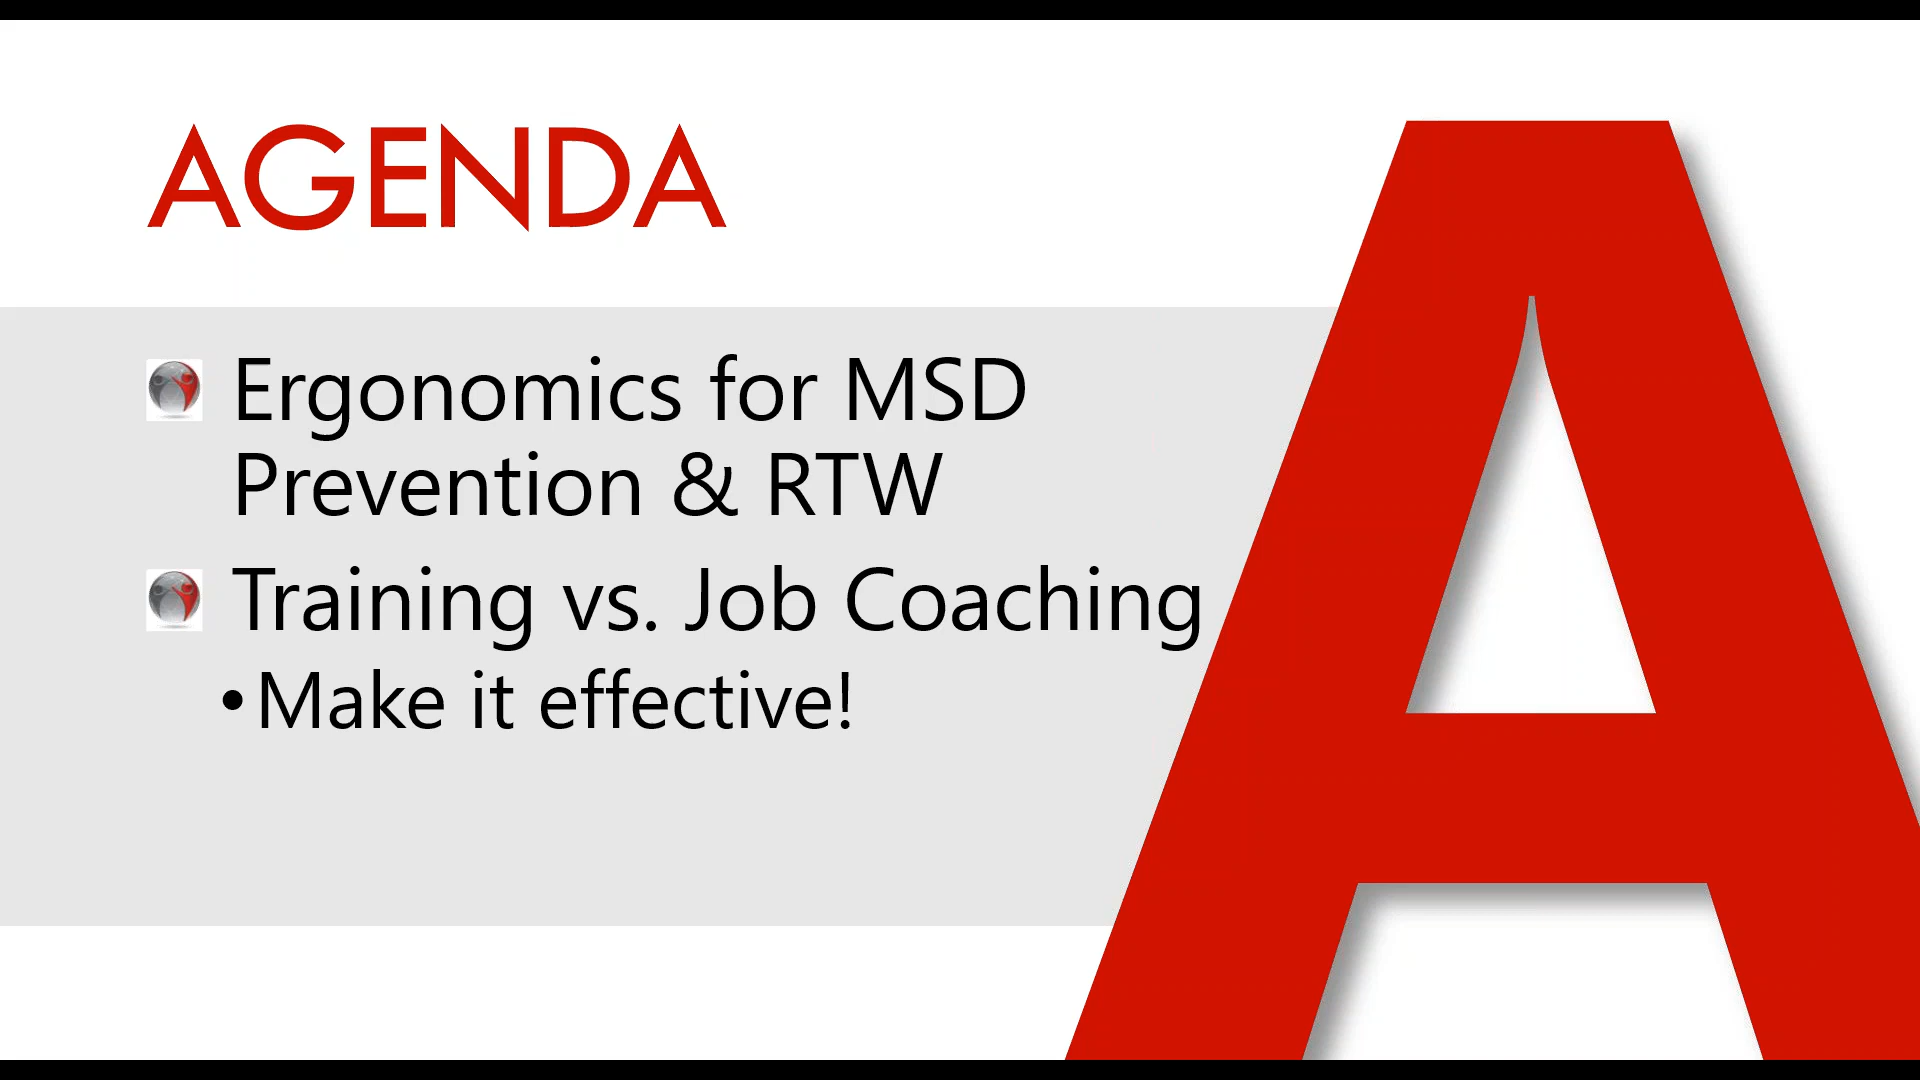 AGENDA
Ergonomics for MSD
Prevention & RTW
Training vs. Job Coaching
•Make it effective!
A